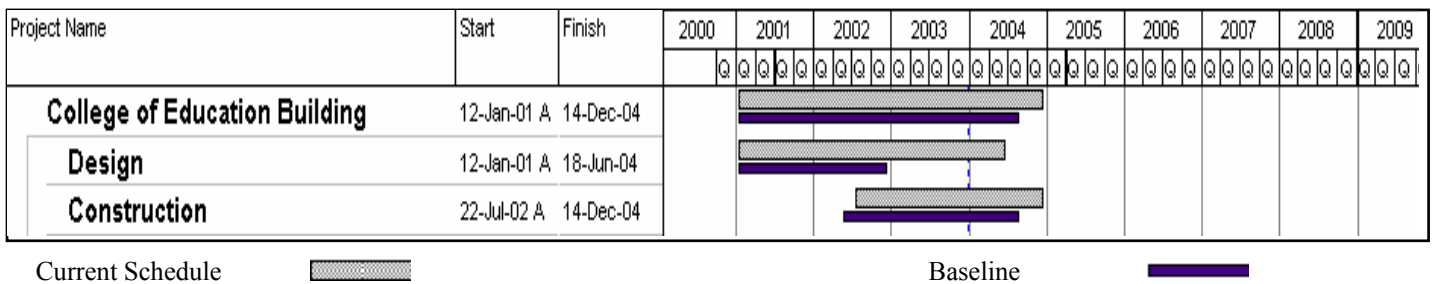 Project Name Start Finish 2000 2001 2002 2003 2004 2005 2006 2007 2008 2009
Q Q Q Q Q Q Q Q Q Q Q Q Q Q Q Q Q Q Q Q Q Q Q Q Q Q Q Q Q Q Q Q Q Q Q Q
College of Education Building 12-Jan-01 A 14-Dec-04
Design 12-Jan-01 A 18-Jun-04
Construction 22-Jul-02 A 14-Dec-04
Current Schedule Baseline